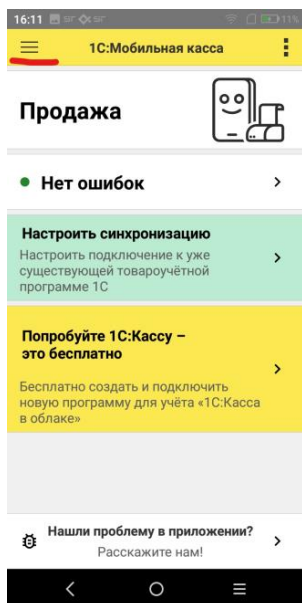 16:11
11%
1С:Мобильная касса
Продажа
Нет ошибок
Настроить синхронизацию
Настроить подключение к уже
существующей товароучётной
программе 1С
Попробуйте 1С:Кассу –
это бесплатно
Бесплатно создать и подключить
новую программу для учёта «1С:Касса
в облаке»
Нашли проблему в приложении?
Расскажите нам!